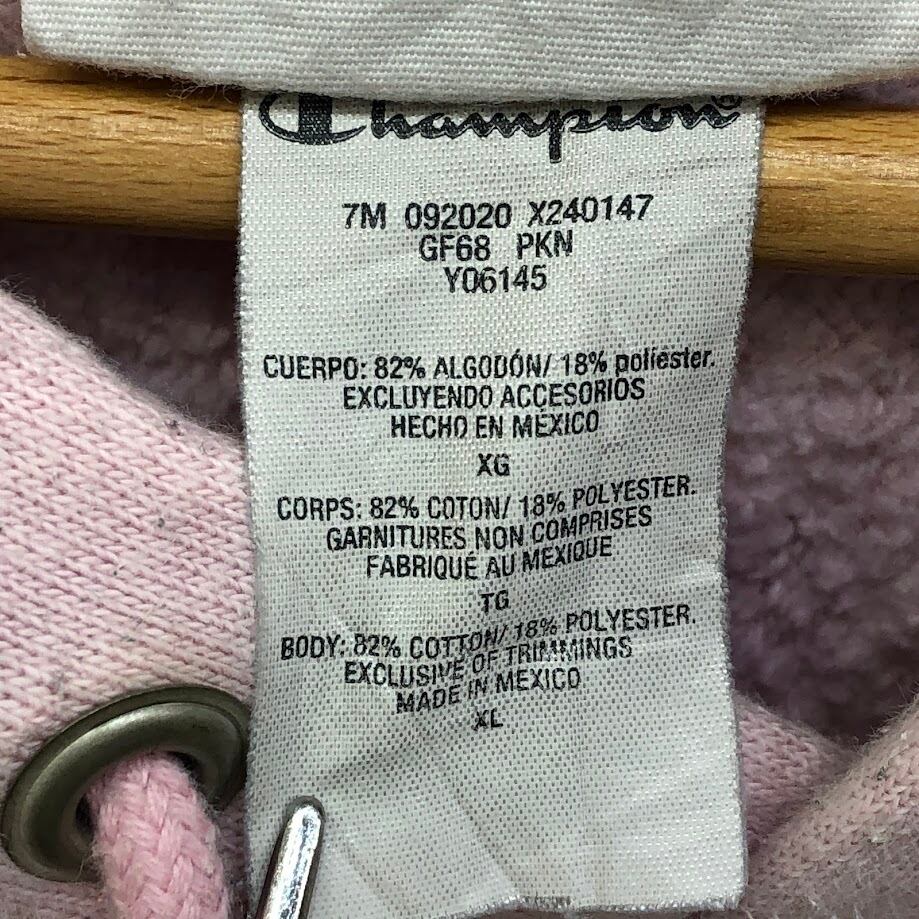 Champion®
7M 092020 X240147
GF68 PKN
Y06145
CUERPO: 82% ALGODÓN/ 18% poliéster.
EXCLUYENDO ACCESORIOS
HECHO EN MÉXICO
XG
CORPS: 82% COTON/ 18% POLYESTER.
GARNITURES NON COMPRISES
FABRIQUÉ AU MEXIQUE
TG
BODY: 82% COTTON/ 18% POLYESTER.
EXCLUSIVE OF TRIMMINGS
MADE IN MEXICO
XL